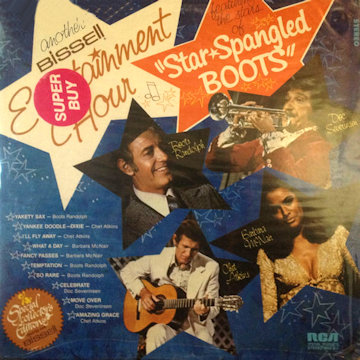 another
BISSELL
Entertainment
Hour
SUPER
BUY
featuring
the stars
of
"Star★Spangled
BOOTS"
Boots
Randolph
Doc
Severinsen
Barbara
McNair
Chet
Atkins
YAKETY SAX – Boots Randolph
YANKEE DOODLE–DIXIE – Chet Atkins
I'LL FLY AWAY – Chet Atkins
WHAT A DAY – Barbara McNair
FANCY PASSES – Barbara McNair
TEMPTATION – Boots Randolph
SO RARE – Boots Randolph
CELEBRATE
Doc Severinsen
MOVE OVER
Doc Severinsen
AMAZING GRACE
Chet Atkins
Special
Collector's
Edition
RCA